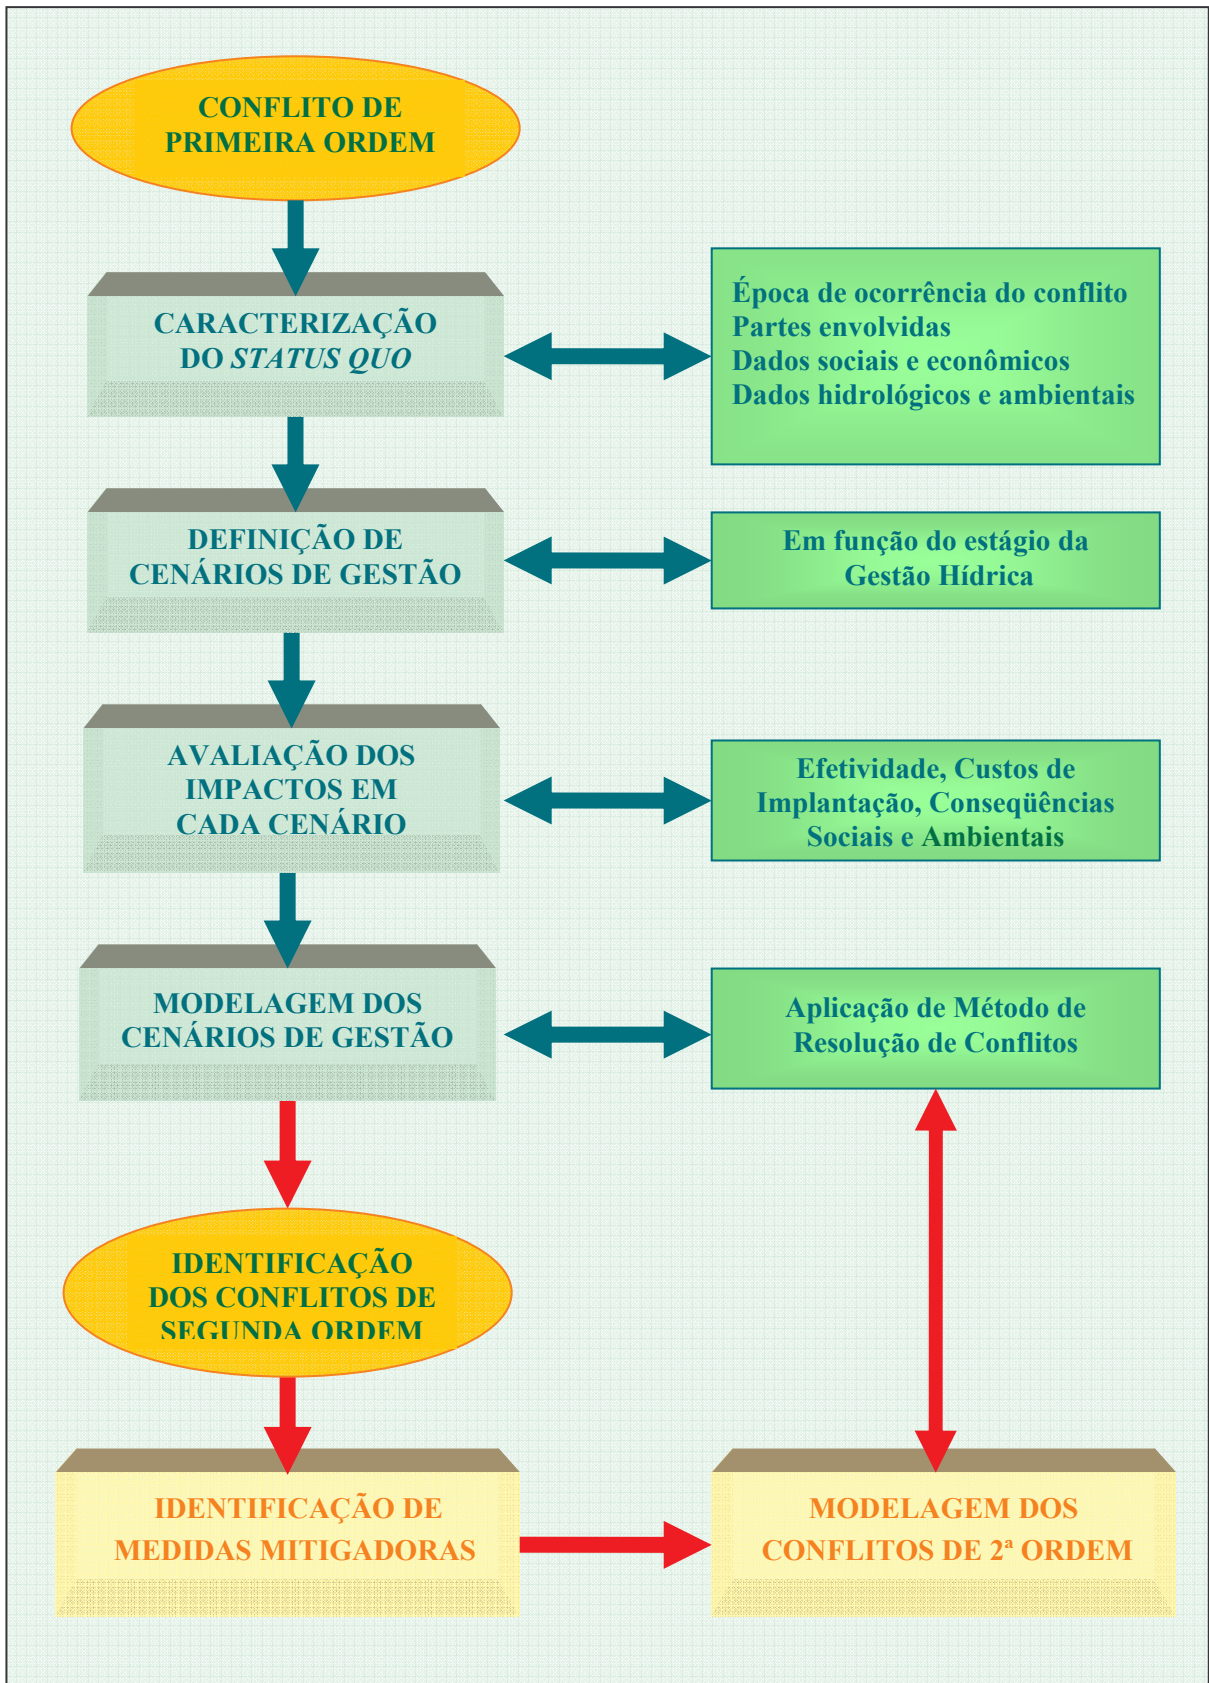 CONFLITO DE
PRIMEIRA ORDEM
CARACTERIZAÇÃO
DO STATUS QUO
Época de ocorrência do conflito
Partes envolvidas
Dados sociais e econômicos
Dados hidrológicos e ambientais
DEFINIÇÃO DE
CENÁRIOS DE GESTÃO
Em função do estágio da
Gestão Hídrica
AVALIAÇÃO DOS
IMPACTOS EM
CADA CENÁRIO
Efetividade, Custos de
Implantação, Conseqüências
Sociais e Ambientais
MODELAGEM DOS
CENÁRIOS DE GESTÃO
Aplicação de Método de
Resolução de Conflitos
IDENTIFICAÇÃO
DOS CONFLITOS DE
SEGUNDA ORDEM
IDENTIFICAÇÃO DE
MEDIDAS MITIGADORAS
MODELAGEM DOS
CONFLITOS DE 2ª ORDEM